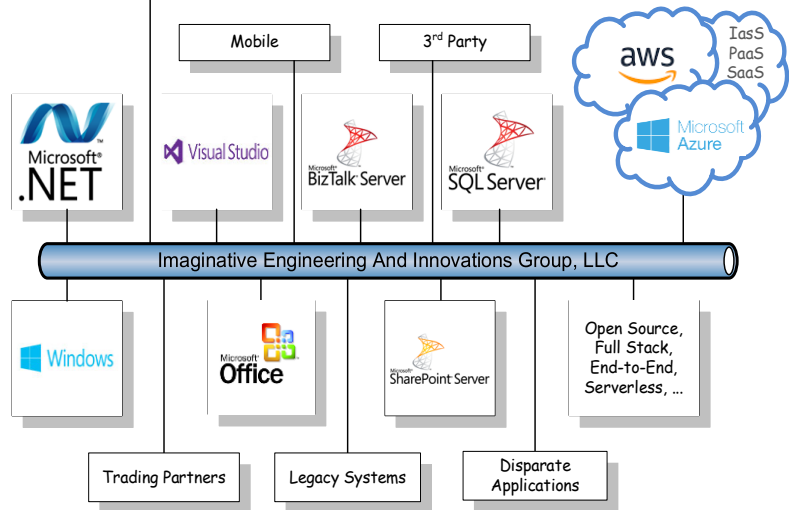 Mobile
3rd Party
aws
IasS
PaaS
SaaS
Microsoft
Azure
Microsoft®
.NET™
Visual Studio
Microsoft®
BizTalk Server
Microsoft®
SQL Server
Imaginative Engineering And Innovations Group, LLC
Windows
Microsoft®
Office
Microsoft®
SharePoint Server
Open Source,
Full Stack,
End-to-End,
Serverless, ...
Trading Partners
Legacy Systems
Disparate
Applications